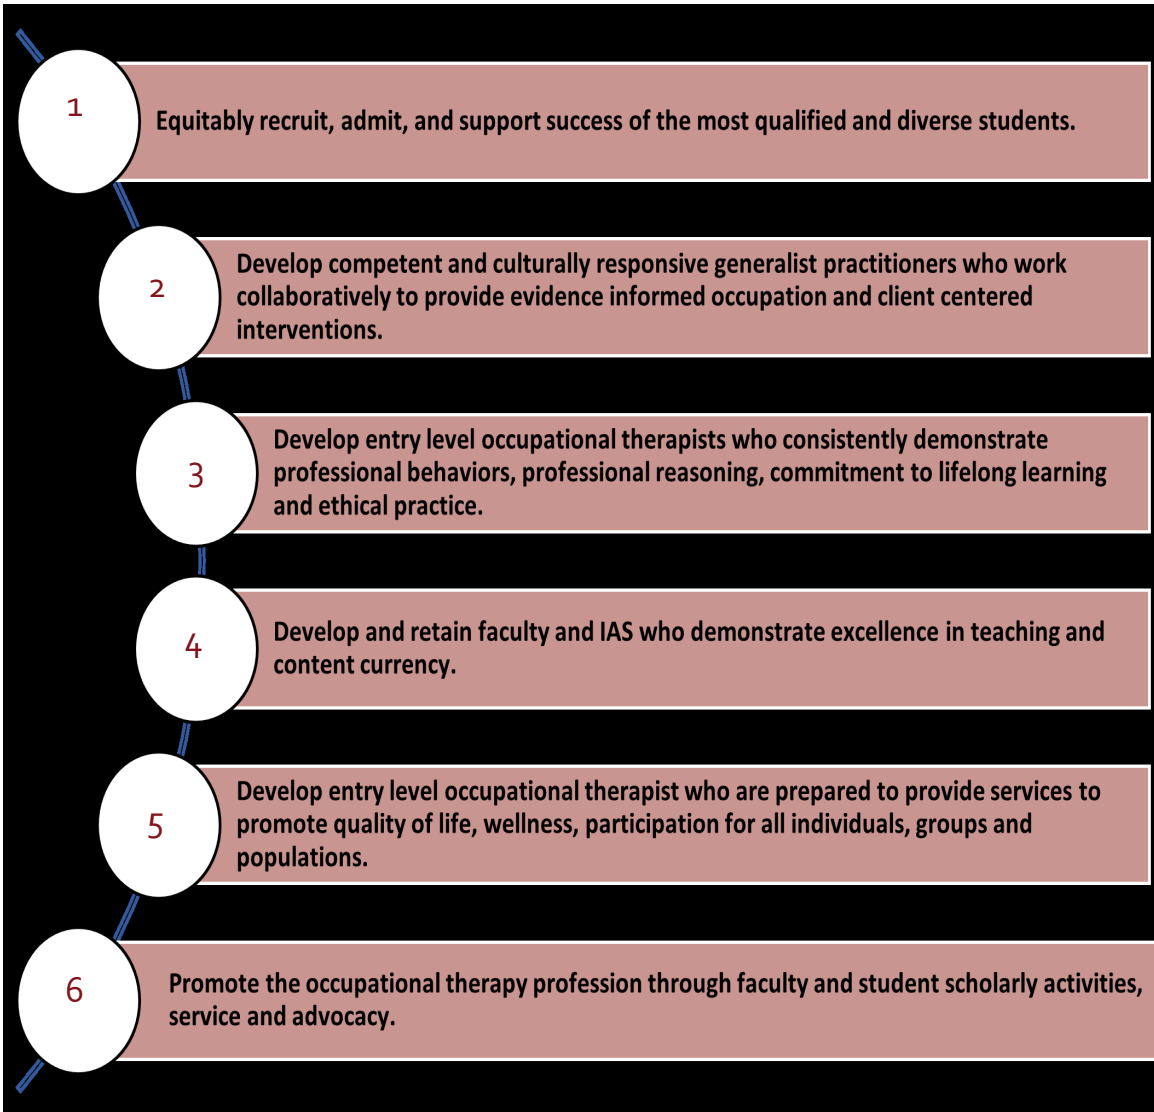 1
Equitably recruit, admit, and support success of the most qualified and diverse students.
2
Develop competent and culturally responsive generalist practitioners who work
collaboratively to provide evidence informed occupation and client centered
interventions.
3
Develop entry level occupational therapists who consistently demonstrate
professional behaviors, professional reasoning, commitment to lifelong learning
and ethical practice.
4
Develop and retain faculty and IAS who demonstrate excellence in teaching and
content currency.
5
Develop entry level occupational therapist who are prepared to provide services to
promote quality of life, wellness, participation for all individuals, groups and
populations.
6
Promote the occupational therapy profession through faculty and student scholarly activities,
service and advocacy.